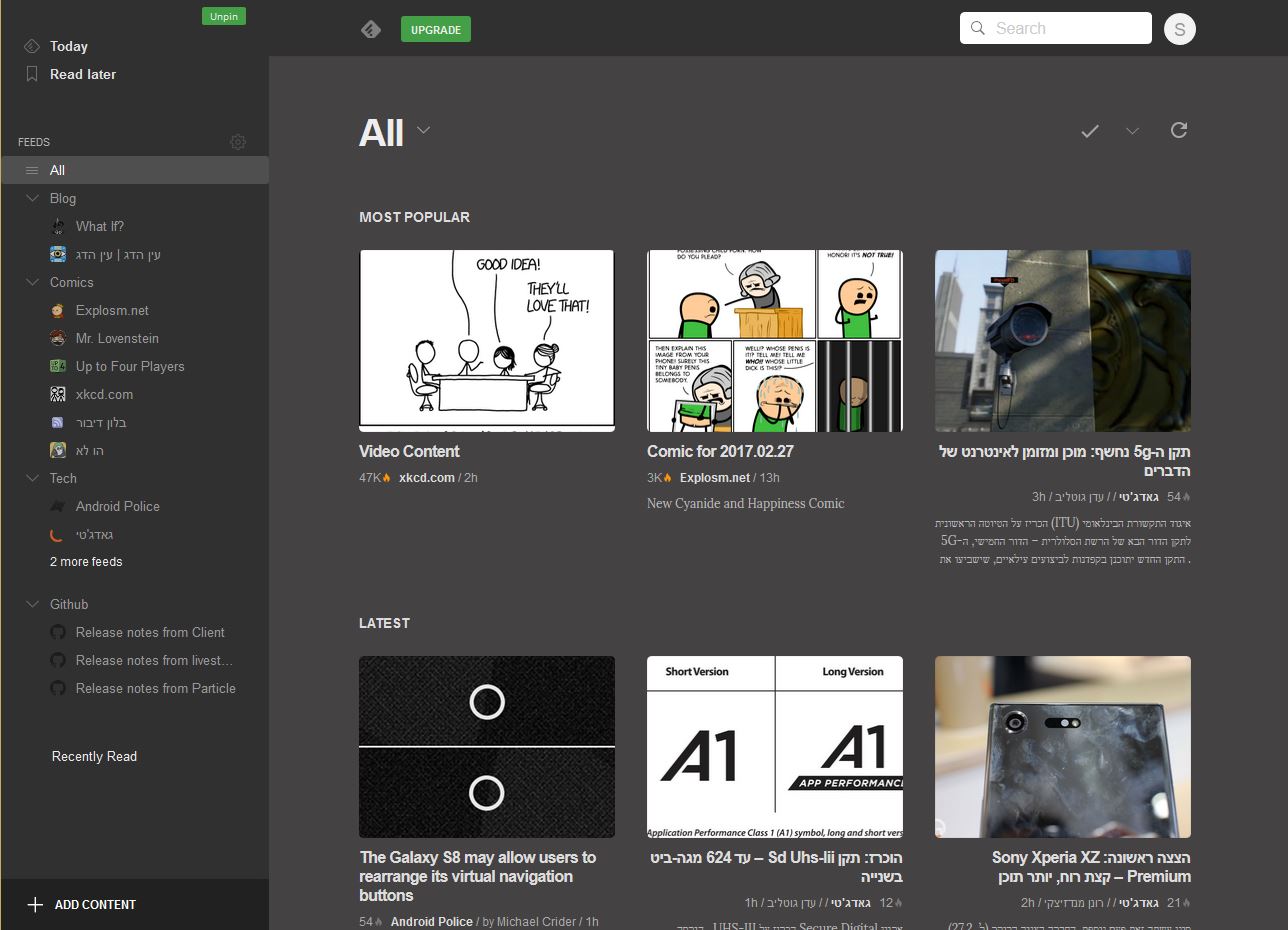 Unpin
Today
Read later
FEEDS
All
Blog
What If?
עין הדג | עין הדג
Comics
Explosm.net
Mr. Lovenstein
Up to Four Players
xkcd.com
בלון דיבור
הו לא
Tech
Android Police
גאדג'טי
2 more feeds
Github
Release notes from Client
Release notes from livest…
Release notes from Particle
Recently Read
ADD CONTENT
UPGRADE
Search
S
All
MOST POPULAR
GOOD IDEA!
THEY'LL
LOVE THAT!
Video Content
47K xkcd.com / 2h
POSSESSING CHILD PORN. HOW
DO YOU PLEAD?
HONOR! IT'S NOT TRUE!
THEN EXPLAIN THIS
IMAGE FROM YOUR
PHONE! SURELY THIS
TINY BABY PENIS
BELONGS TO
SOMEBODY.
WELL!? WHOSE PENIS IS
IT!? TELL ME! TELL ME
WHO!! WHOSE LITTLE
DICK IS THIS!?
Comic for 2017.02.27
3K Explosm.net / 13h
New Cyanide and Happiness Comic
תקן ה-5g נחשף: מוכן ומזומן לאינטרנט של
הדברים
54 גאדג'טי / / עדן גוטליב / 3h
איגוד התקשורת הבינלאומי (ITU) הכריז על הטיוטה הראשונית
לתקן הדור הבא של הרשת הסלולרית – הדור החמישי, ה-5G
. התקן החדש יתוכנן בקפדנות לביצועים עילאיים, שישביעו את
LATEST
The Galaxy S8 may allow users to
rearrange its virtual navigation
buttons
54 Android Police / by Michael Crider / 1h
Short Version
Long Version
A1
A1
APP PERFORMANCE
Application Performance Class 1 (A1) symbol, long and short vers
הוכרז: תקן Sd Uhs-Iii – עד 624 מגה-ביט
בשנייה
12 גאדג'טי / / עדן גוטליב / 1h
הצצה ראשונה: Sony Xperia XZ
Premium – קצת רוח, יותר תוכן
21 גאדג'טי / / רונן מנדזיצקי / 2h